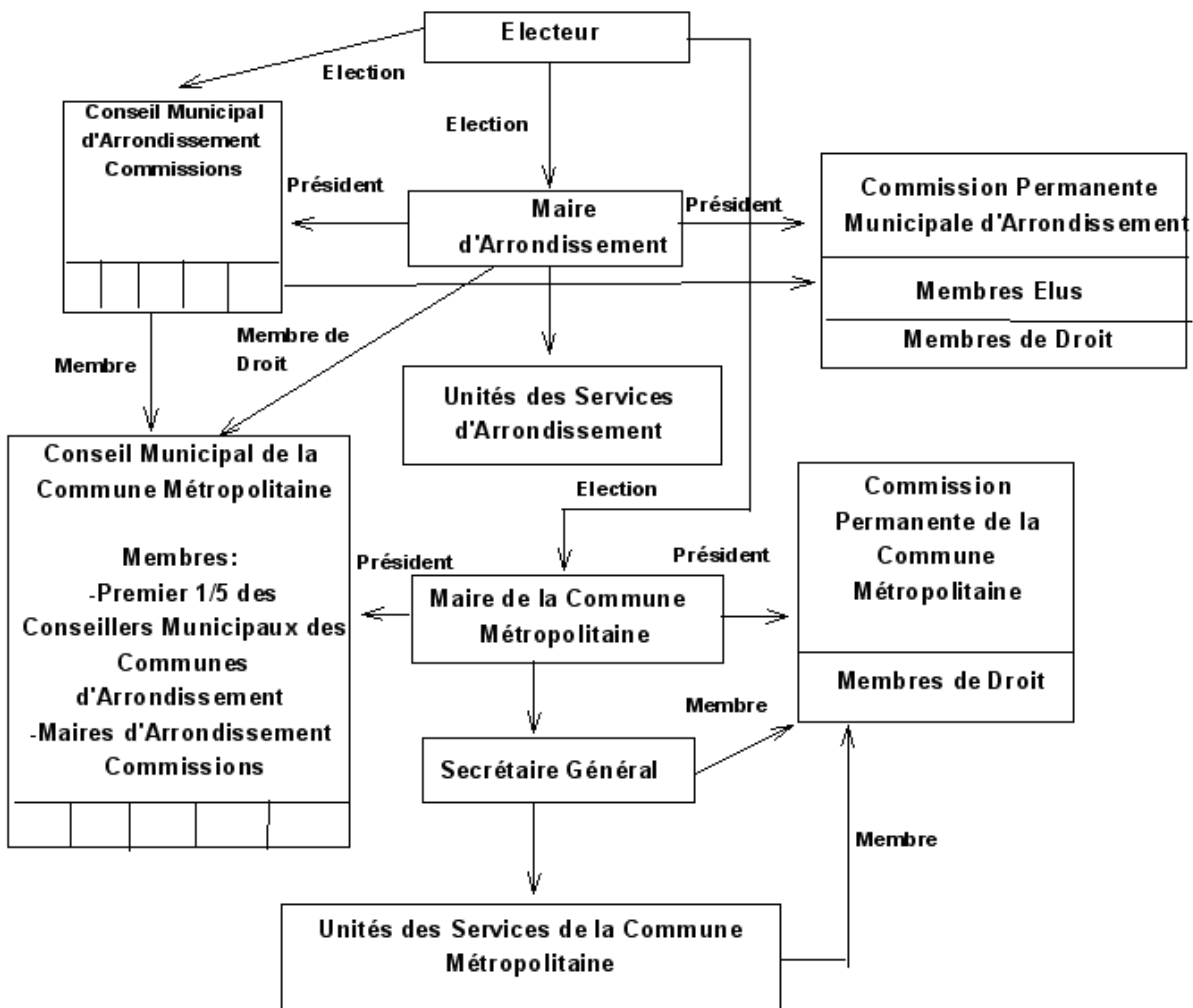 Electeur
Election
Conseil Municipal
d'Arrondissement
Commissions
Election
Président
Maire
d'Arrondissement
Président
Commission Permanente
Municipale d'Arrondissement
Membres Elus
Membres de Droit
Membre de
Droit
Membre
Unités des Services
d'Arrondissement
Conseil Municipal de la
Commune Métropolitaine
Membres:
-Premier 1/5 des
Conseillers Municipaux des
Communes
d'Arrondissement
-Maires d'Arrondissement
Commissions
Election
Président
Maire de la Commune
Métropolitaine
Président
Commission
Permanente de la
Commune
Métropolitaine
Membres de Droit
Membre
Secrétaire Général
Membre
Unités des Services de la Commune
Métropolitaine